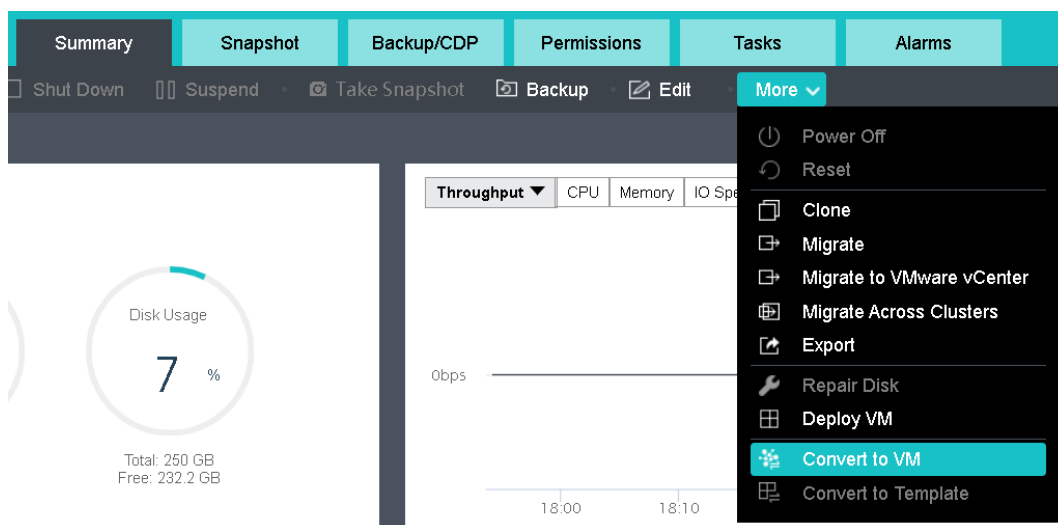 Summary Snapshot Backup/CDP Permissions Tasks Alarms
Shut Down Suspend Take Snapshot Backup Edit More
Power Off
Reset
Throughput CPU Memory IO Spe
Clone
Migrate
Migrate to VMware vCenter
Migrate Across Clusters
Export
Repair Disk
Deploy VM
Convert to VM
Convert to Template
Disk Usage
7 %
Total: 250 GB
Free: 232.2 GB
0bps
18:00 18:10